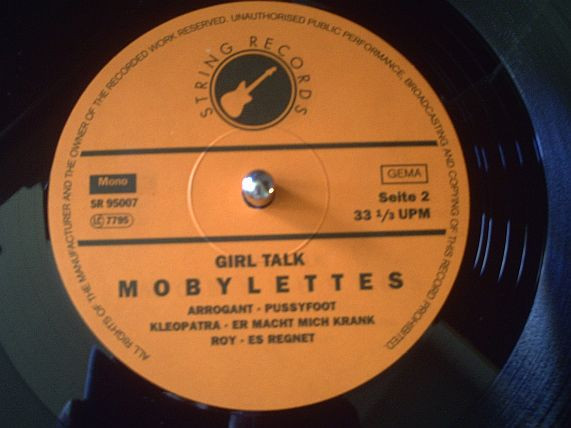 ALL RIGHTS OF THE MANUFACTURER AND THE OWNER OF THE RECORDED WORK RESERVED. UNAUTHORISED PUBLIC PERFORMANCE, BROADCASTING AND COPYING OF THIS RECORD PROHIBITED.
STRING RECORDS
Mono
SR 95007
LC 7795
GEMA
Seite 2
33 1/3 UPM
GIRL TALK
MOBYLETTES
ARROGANT · PUSSYFOOT
KLEOPATRA · ER MACHT MICH KRANK
ROY · ES REGNET